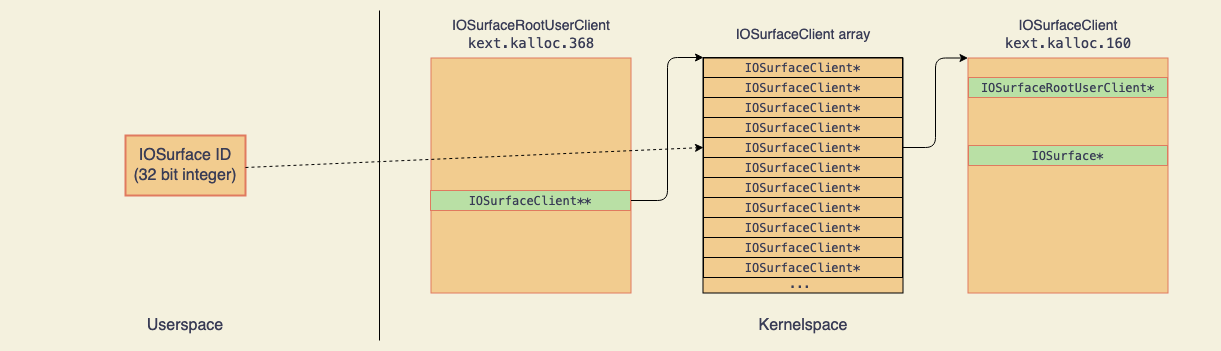 IOSurfaceRootUserClient
kext.kalloc.368
IOSurfaceClient array
IOSurfaceClient
kext.kalloc.160
IOSurface ID
(32 bit integer)
IOSurfaceClient**
IOSurfaceClient*
IOSurfaceClient*
IOSurfaceClient*
IOSurfaceClient*
IOSurfaceClient*
IOSurfaceClient*
IOSurfaceClient*
IOSurfaceClient*
IOSurfaceClient*
IOSurfaceClient*
IOSurfaceClient*
...
IOSurfaceRootUserClient*
IOSurface*
Userspace
Kernelspace